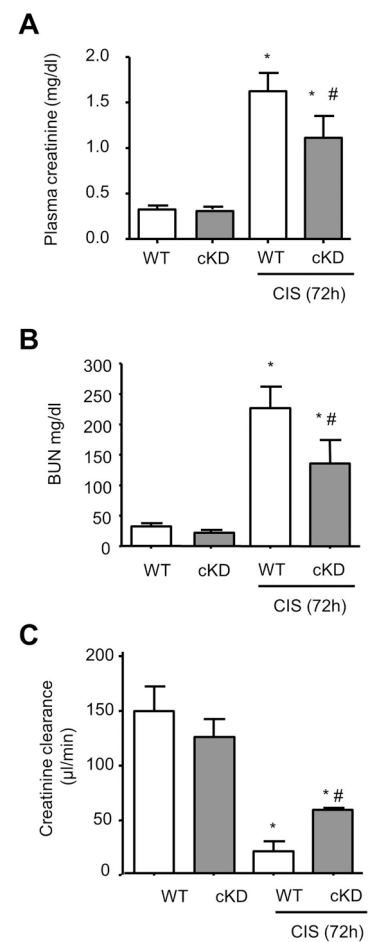 A
Plasma creatinine (mg/dl)
2.0
1.5
1.0
0.5
0.0
*
* #
WT cKD WT cKD
CIS (72h)
B
BUN mg/dl
300
250
200
150
100
50
0
*
* #
WT cKD WT cKD
CIS (72h)
C
Creatinine clearance
(µl/min)
200
150
100
50
0
*
* #
WT cKD WT cKD
CIS (72h)